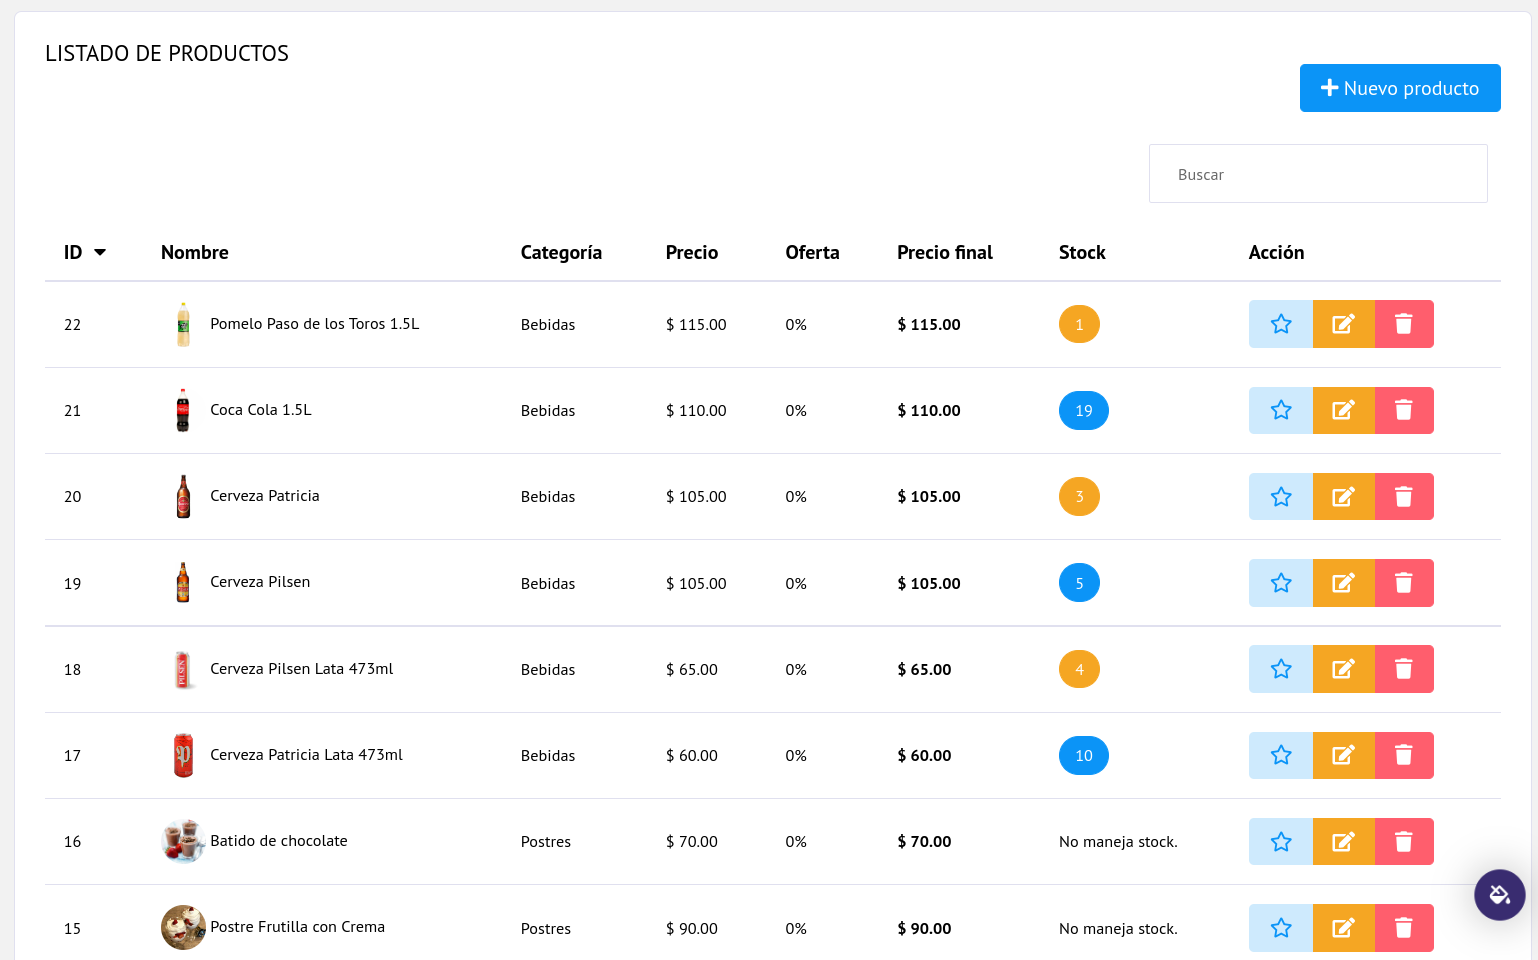 LISTADO DE PRODUCTOS
Nuevo producto
Buscar
ID Nombre Categoría Precio Oferta Precio final Stock Acción
22 Pomelo Paso de los Toros 1.5L Bebidas $ 115.00 0% $ 115.00 1
21 Coca Cola 1.5L Bebidas $ 110.00 0% $ 110.00 19
20 Cerveza Patricia Bebidas $ 105.00 0% $ 105.00 3
19 Cerveza Pilsen Bebidas $ 105.00 0% $ 105.00 5
18 PILSEN Cerveza Pilsen Lata 473ml Bebidas $ 65.00 0% $ 65.00 4
17 P Cerveza Patricia Lata 473ml Bebidas $ 60.00 0% $ 60.00 10
16 Batido de chocolate Postres $ 70.00 0% $ 70.00 No maneja stock.
15 Postre Frutilla con Crema Postres $ 90.00 0% $ 90.00 No maneja stock.